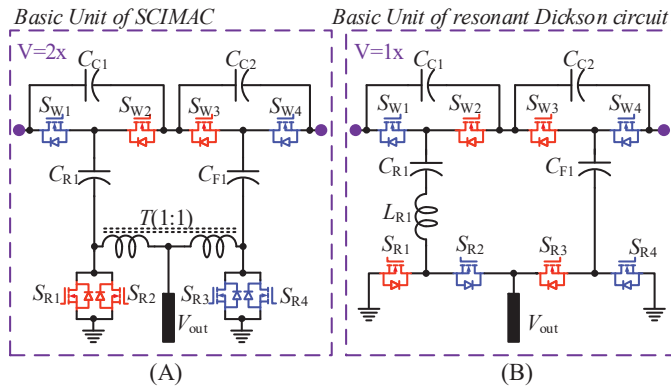 Basic Unit of SCIMAC
Basic Unit of resonant Dickson circuit
V=2x
C_C1
C_C2
S_W1
S_W2
S_W3
S_W4
C_R1
C_F1
T(1:1)
S_R1
S_R2
S_R3
S_R4
V_out
(A)
V=1x
C_C1
C_C2
S_W1
S_W2
S_W3
S_W4
C_R1
C_F1
L_R1
S_R1
S_R2
S_R3
S_R4
V_out
(B)